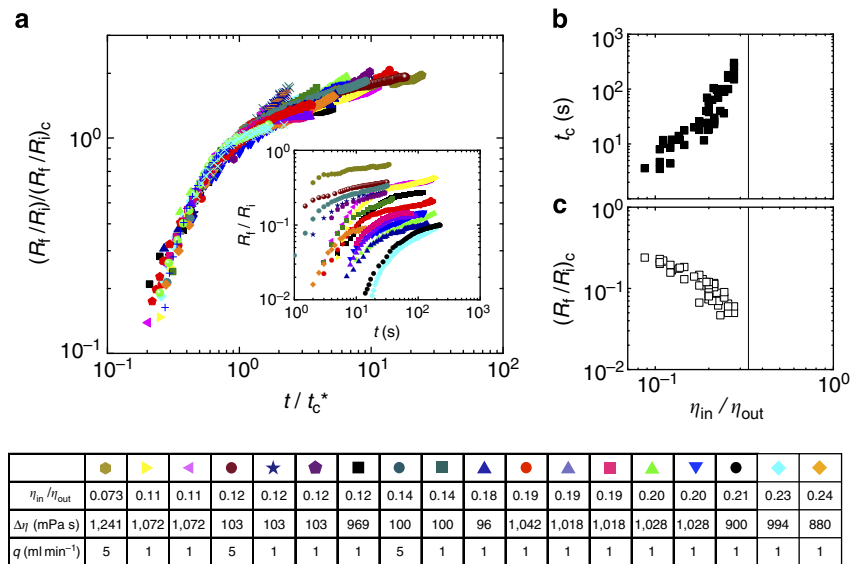 a
(R_f /R_i)/(R_f /R_i)_c
10^0
10^-1
10^-1
10^0
10^1
10^2
t / t_c*
R_f / R_i
10^0
10^-1
10^-2
10^0
10^1
10^2
10^3
t (s)
b
t_c (s)
10^3
10^2
10^1
10^0
c
(R_f /R_i)_c
10^0
10^-1
10^-2
10^-1
10^0
η_in / η_out
η_in /η_out 0.073 0.11 0.11 0.12 0.12 0.12 0.12 0.14 0.14 0.18 0.19 0.19 0.19 0.20 0.20 0.21 0.23 0.24
Δη (mPa s) 1,241 1,072 1,072 103 103 103 969 100 100 96 1,042 1,018 1,018 1,028 1,028 900 994 880
q (ml min^-1) 5 1 1 5 1 1 1 5 1 1 1 1 1 1 1 1 1 1